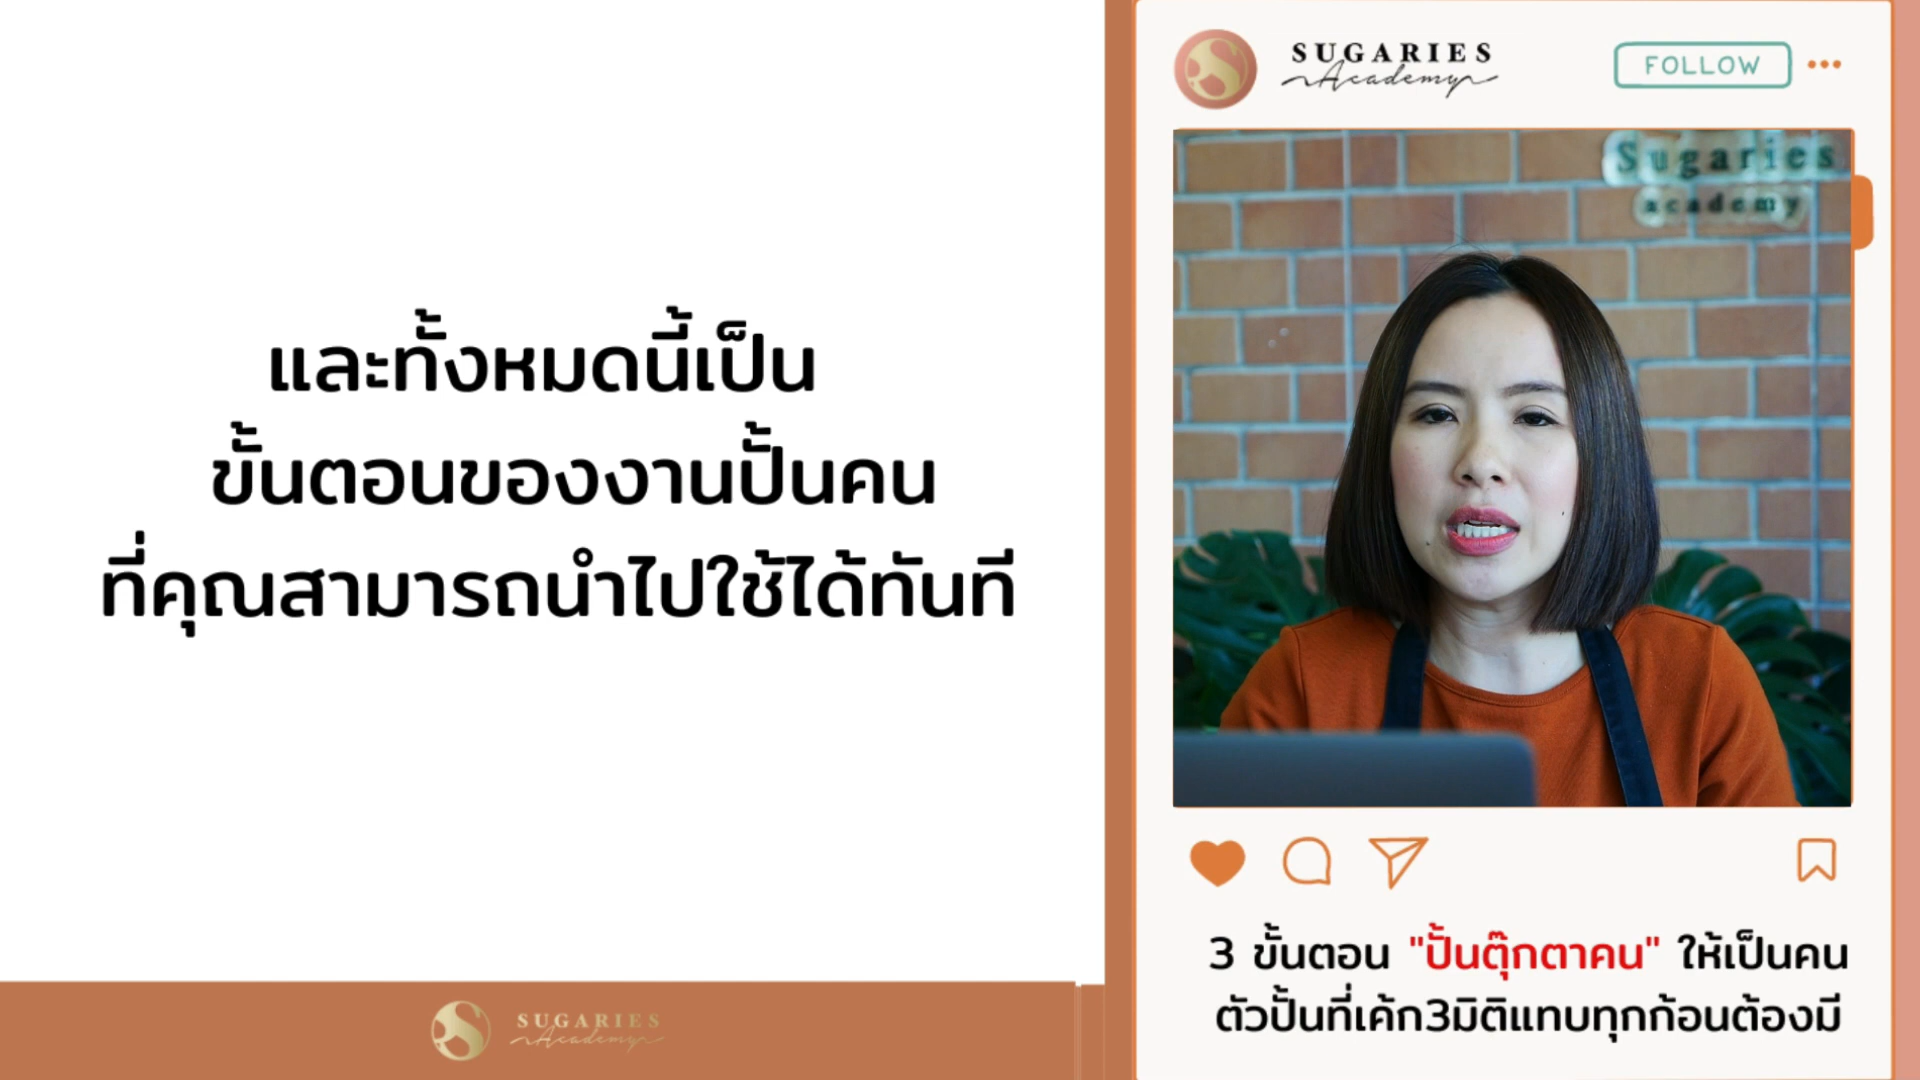 และทั้งหมดนี้เป็น
ขั้นตอนของงานปั้นคน
ที่คุณสามารถนำไปใช้ได้ทันที
SUGARIES
Academy
SUGARIES
Academy
FOLLOW
Sugaries
academy
3 ขั้นตอน "ปั้นตุ๊กตาคน" ให้เป็นคน
ตัวปั้นที่เค้ก3มิติแทบทุกก้อนต้องมี